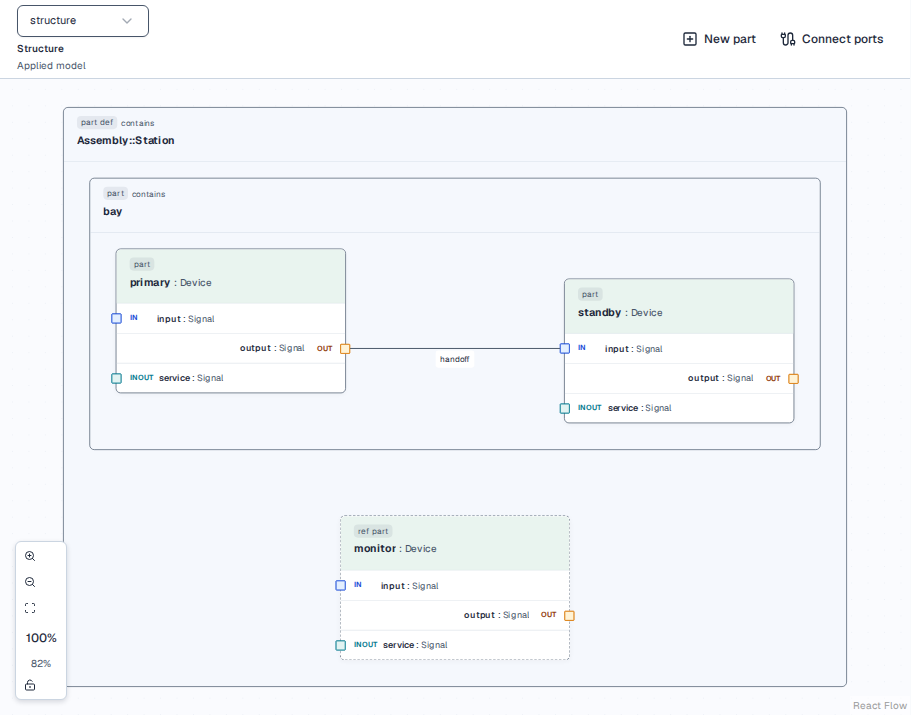 structure
Structure
Applied model
New part
Connect ports
part def contains
Assembly::Station
part contains
bay
part
primary : Device
IN input : Signal
output : Signal OUT
INOUT service : Signal
handoff
part
standby : Device
IN input : Signal
output : Signal OUT
INOUT service : Signal
ref part
monitor : Device
IN input : Signal
output : Signal OUT
INOUT service : Signal
100%
82%
React Flow